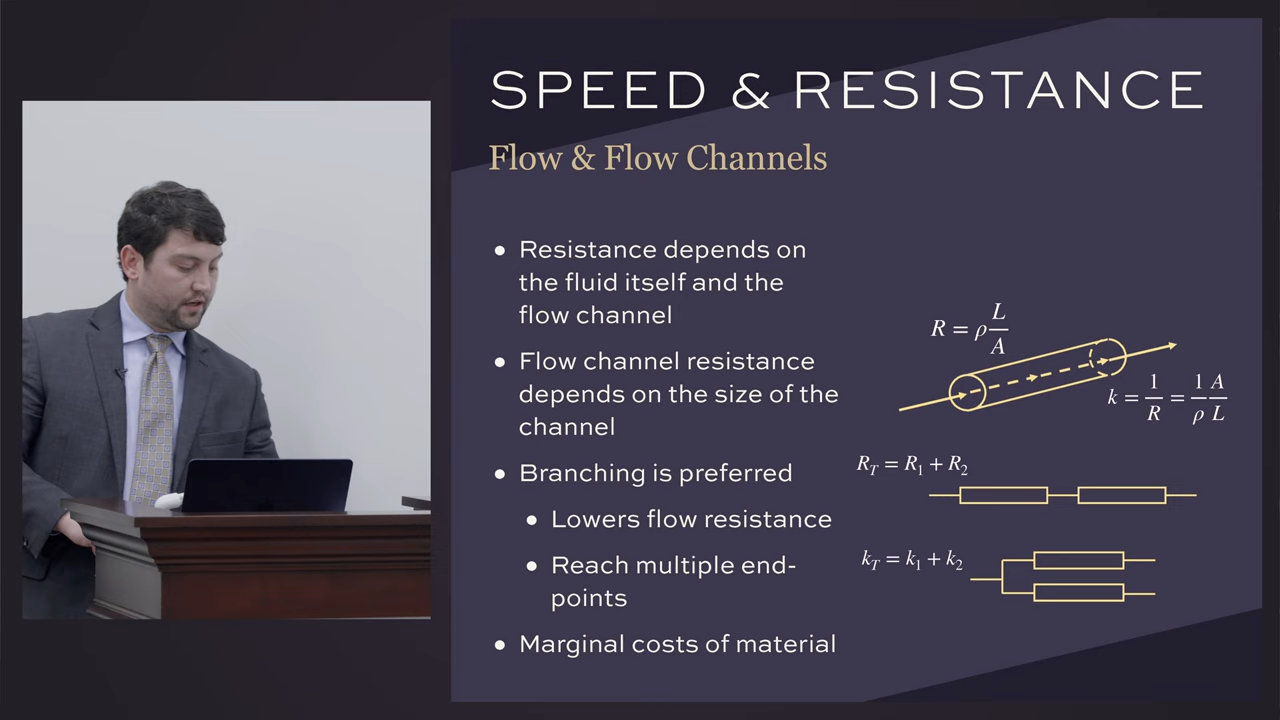 SPEED & RESISTANCE
Flow & Flow Channels
● Resistance depends on
the fluid itself and the
flow channel
● Flow channel resistance
depends on the size of the
channel
● Branching is preferred
● Lowers flow resistance
● Reach multiple end-
points
● Marginal costs of material
R = ρ L/A
k = 1/R = 1/ρ A/L
R_T = R_1 + R_2
k_T = k_1 + k_2